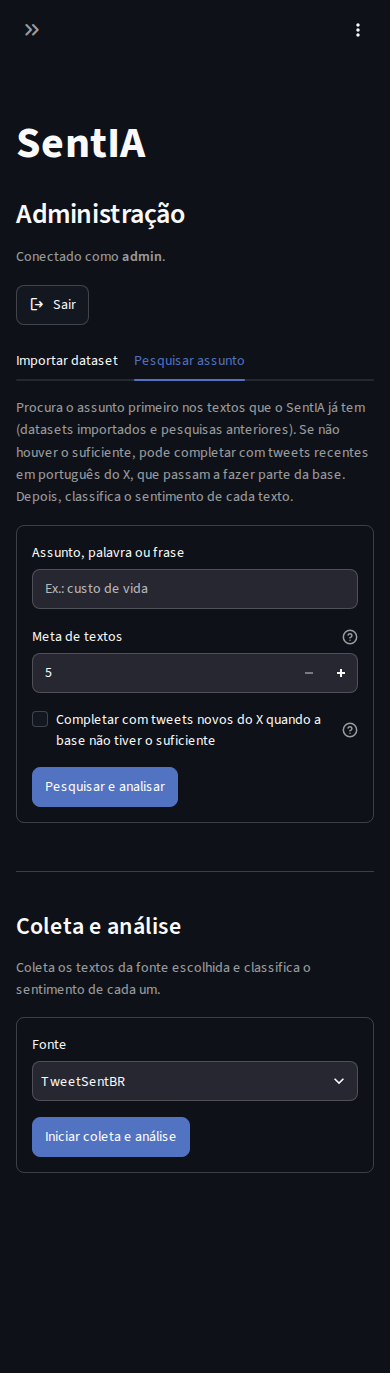 SentIA
Administração
Conectado como admin.
Sair
Importar dataset Pesquisar assunto
Procura o assunto primeiro nos textos que o SentIA já tem
(datasets importados e pesquisas anteriores). Se não
houver o suficiente, pode completar com tweets recentes
em português do X, que passam a fazer parte da base.
Depois, classifica o sentimento de cada texto.
Assunto, palavra ou frase
Ex.: custo de vida
Meta de textos
5
Completar com tweets novos do X quando a
base não tiver o suficiente
Pesquisar e analisar
Coleta e análise
Coleta os textos da fonte escolhida e classifica o
sentimento de cada um.
Fonte
TweetSentBR
Iniciar coleta e análise